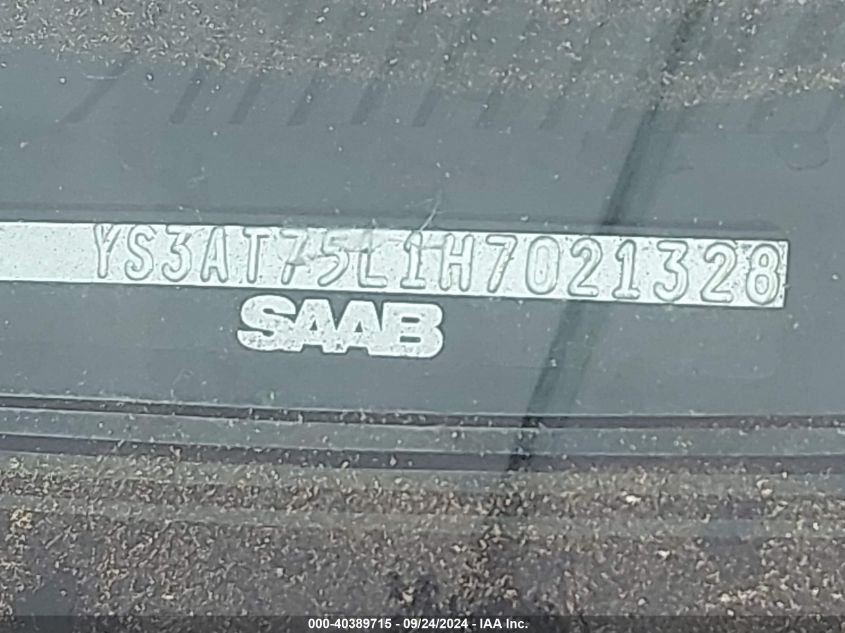 YS3AT75L1H7021328
SAAB
000-40389715 - 09/24/2024 - IAA Inc.